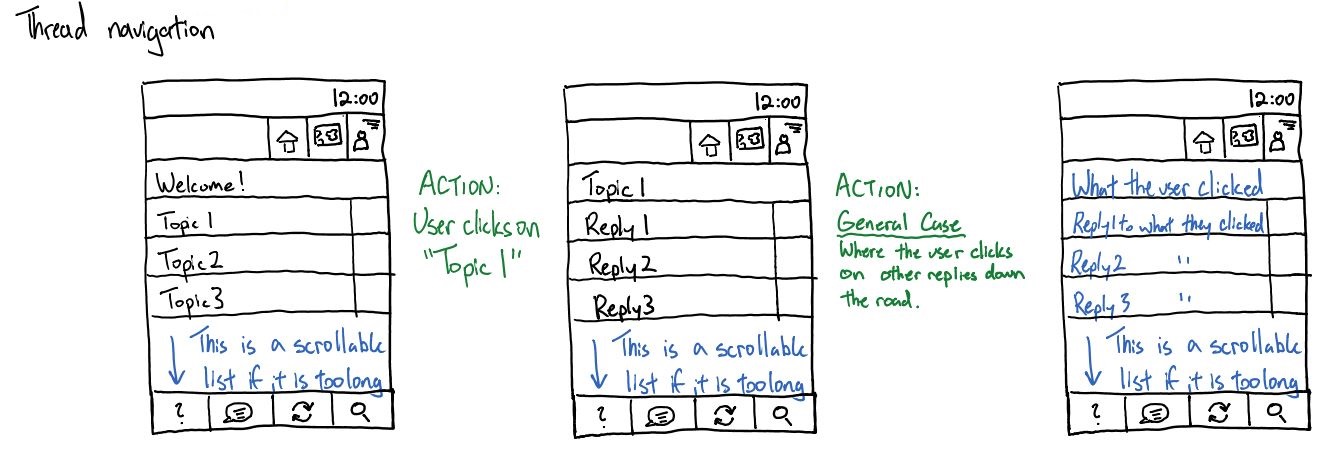 Thread navigation
12:00
Welcome!
Topic 1
Topic 2
Topic 3
This is a scrollable
list if it is too long
?
ACTION:
User clicks on
"Topic 1"
12:00
Topic 1
Reply 1
Reply 2
Reply 3
This is a scrollable
list if it is too long
?
ACTION:
General Case
Where the user clicks
on other replies down
the road.
12:00
What the user clicked
Reply 1 to what they clicked
Reply 2 "
Reply 3 "
This is a scrollable
list if it is too long
?